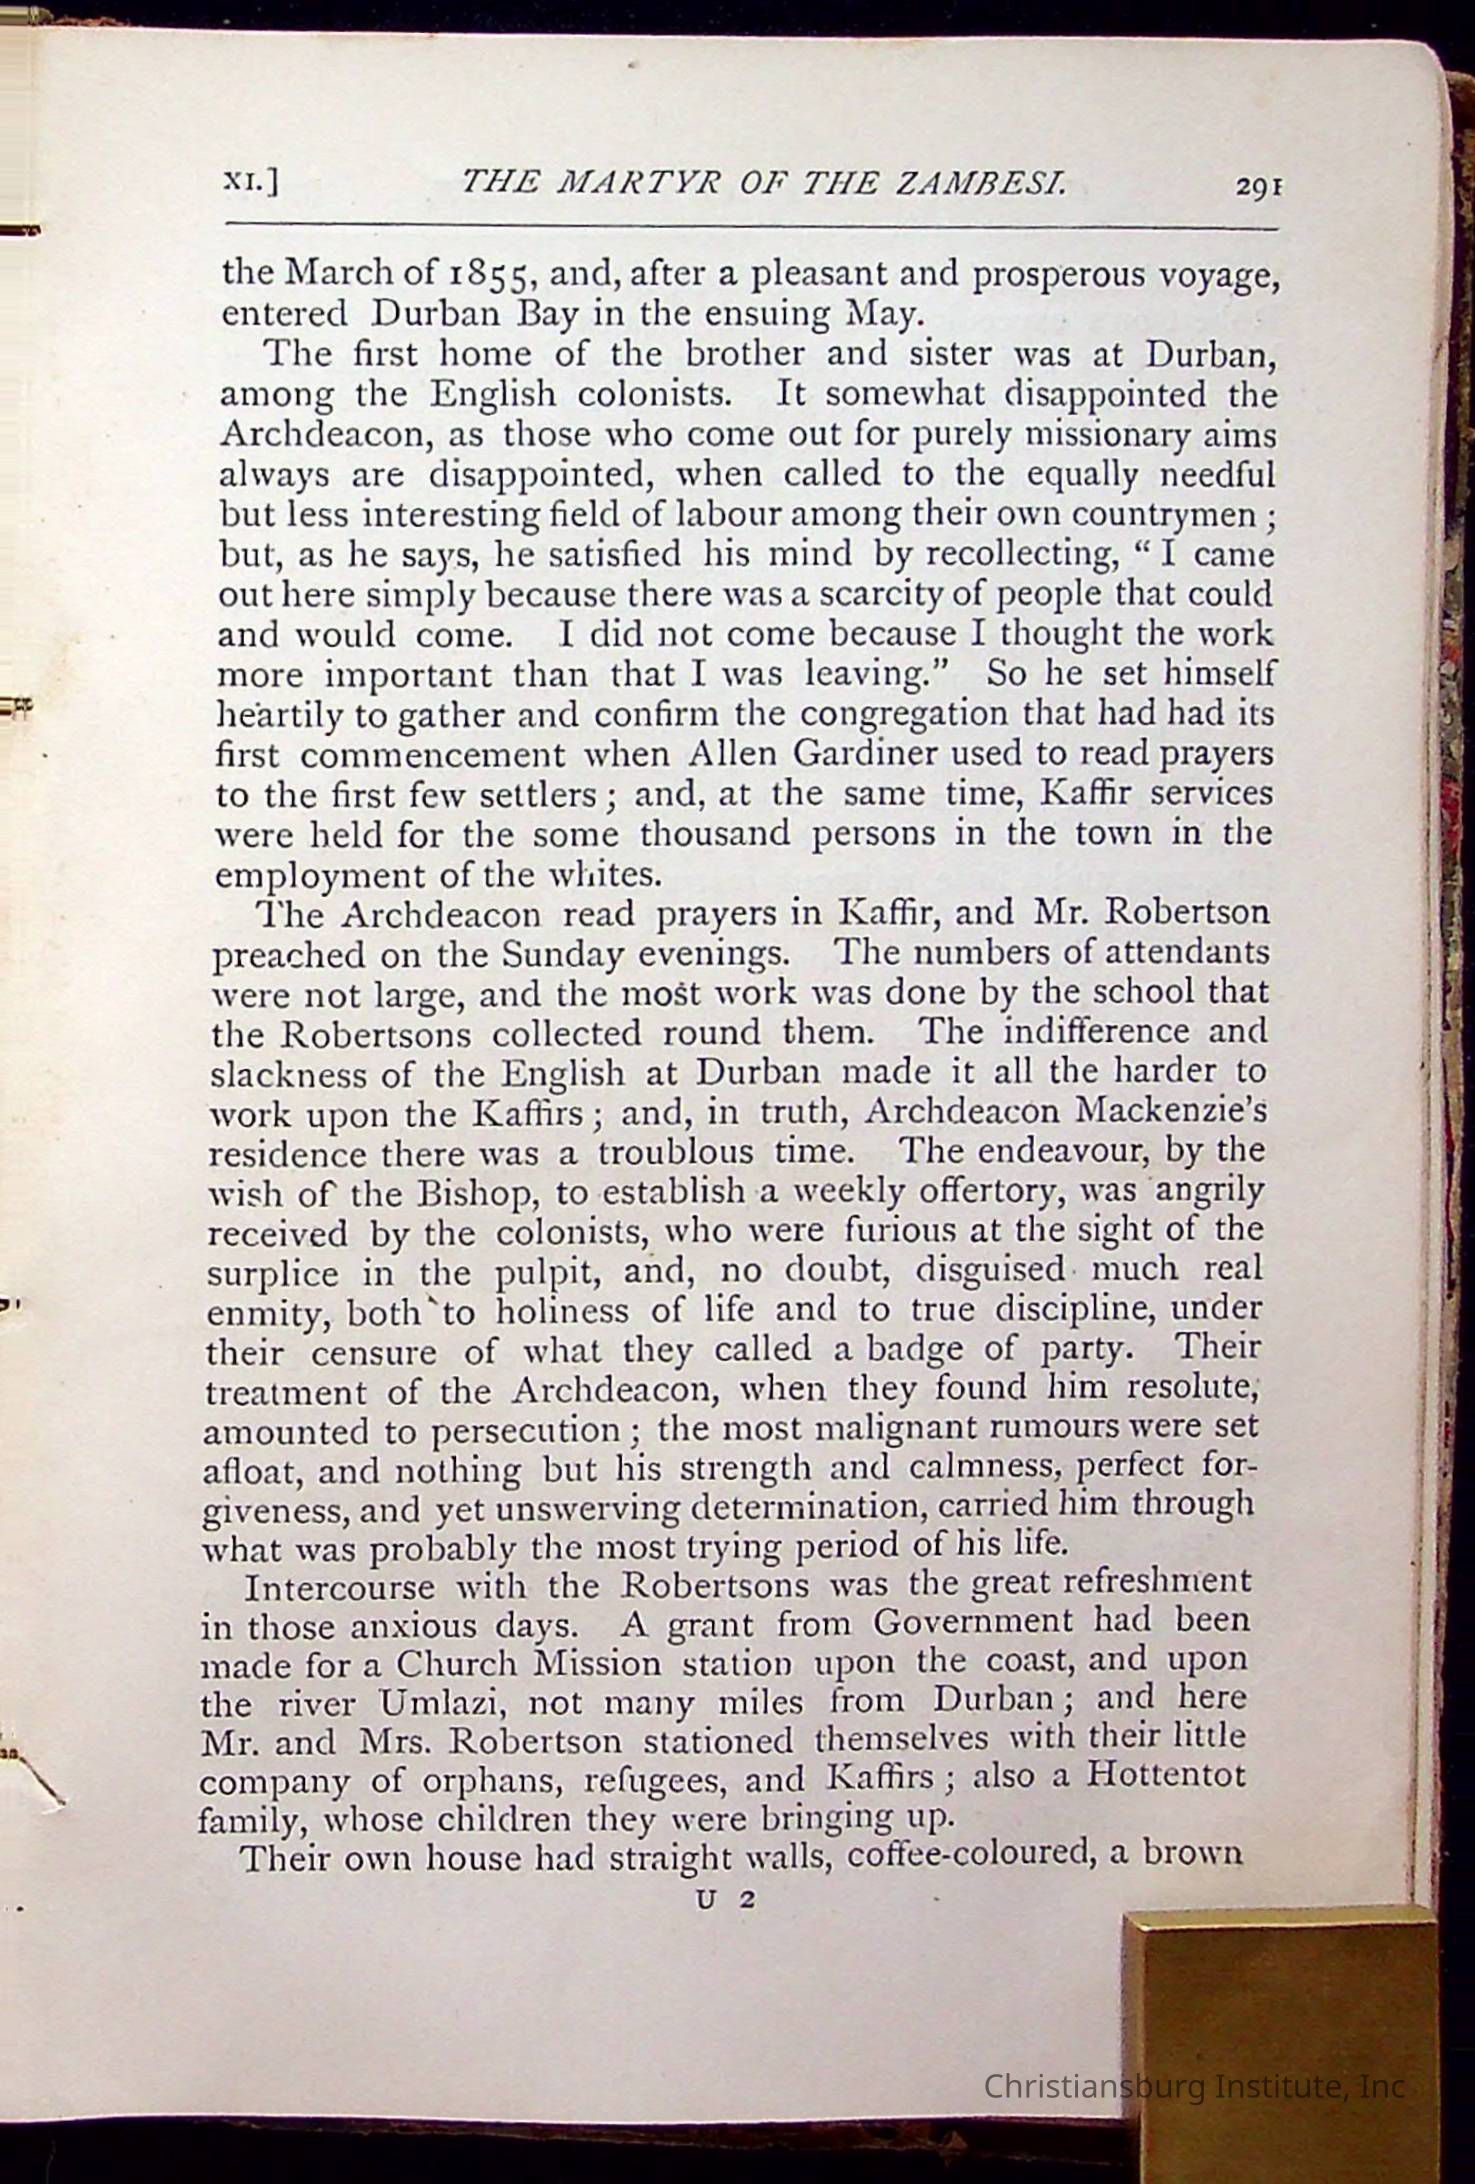 XI.] THE MARTYR OF THE ZAMBESI. 291
the March of 1855, and, after a pleasant and prosperous voyage,
entered Durban Bay in the ensuing May.
The first home of the brother and sister was at Durban,
among the English colonists. It somewhat disappointed the
Archdeacon, as those who come out for purely missionary aims
always are disappointed, when called to the equally needful
but less interesting field of labour among their own countrymen ;
but, as he says, he satisfied his mind by recollecting, “ I came
out here simply because there was a scarcity of people that could
and would come. I did not come because I thought the work
more important than that I was leaving.” So he set himself
heartily to gather and confirm the congregation that had had its
first commencement when Allen Gardiner used to read prayers
to the first few settlers ; and, at the same time, Kaffir services
were held for the some thousand persons in the town in the
employment of the whites.
The Archdeacon read prayers in Kaffir, and Mr. Robertson
preached on the Sunday evenings. The numbers of attendants
were not large, and the most work was done by the school that
the Robertsons collected round them. The indifference and
slackness of the English at Durban made it all the harder to
work upon the Kaffirs ; and, in truth, Archdeacon Mackenzie’s
residence there was a troublous time. The endeavour, by the
wish of the Bishop, to establish a weekly offertory, was angrily
received by the colonists, who were furious at the sight of the
surplice in the pulpit, and, no doubt, disguised much real
enmity, both to holiness of life and to true discipline, under
their censure of what they called a badge of party. Their
treatment of the Archdeacon, when they found him resolute,
amounted to persecution ; the most malignant rumours were set
afloat, and nothing but his strength and calmness, perfect for-
giveness, and yet unswerving determination, carried him through
what was probably the most trying period of his life.
Intercourse with the Robertsons was the great refreshment
in those anxious days. A grant from Government had been
made for a Church Mission station upon the coast, and upon
the river Umlazi, not many miles from Durban ; and here
Mr. and Mrs. Robertson stationed themselves with their little
company of orphans, refugees, and Kaffirs ; also a Hottentot
family, whose children they were bringing up.
Their own house had straight walls, coffee-coloured, a brown
U 2
Christiansburg Institute, Inc